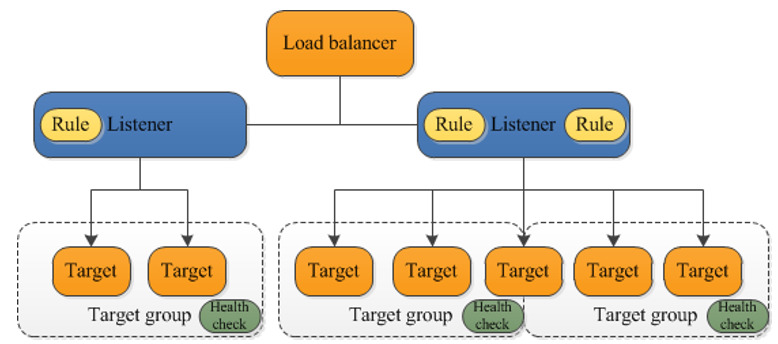 Load balancer
Rule Listener
Rule Listener Rule
Target Target Target Target Target Target Target
Target group Health check
Target group Health check
Target group Health check